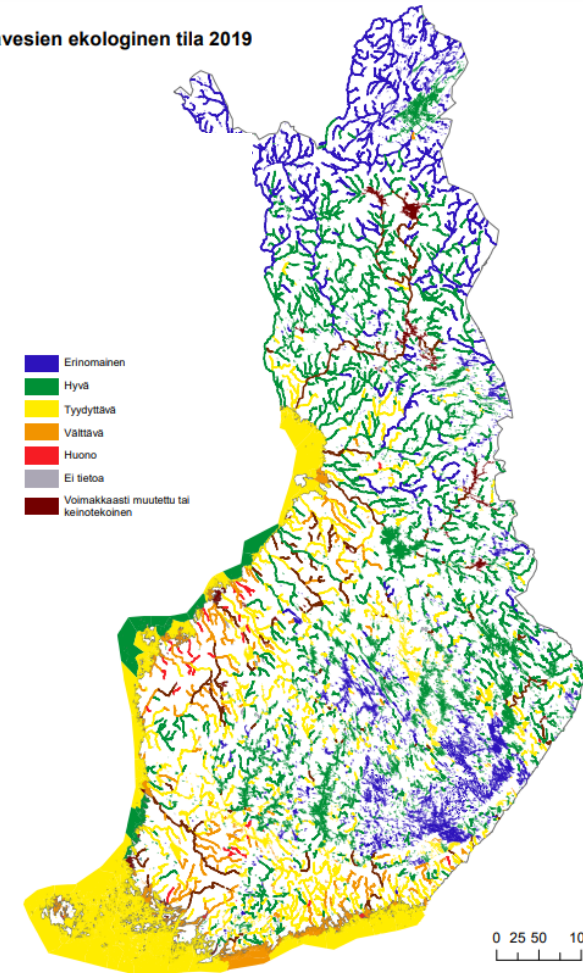 vesien ekologinen tila 2019
Erinomainen
Hyvä
Tyydyttävä
Välttävä
Huono
Ei tietoa
Voimakkaasti muutettu tai
keinotekoinen
0 25 50